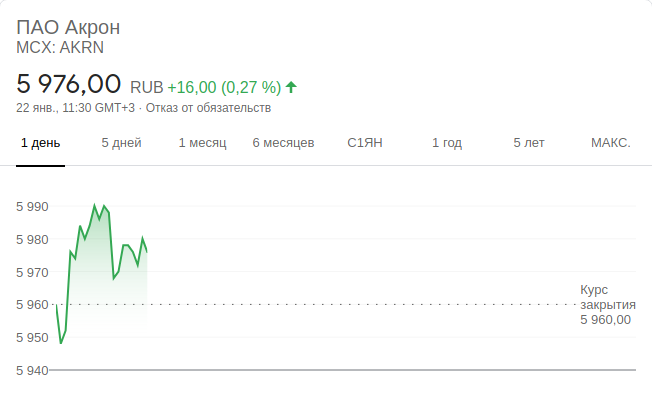 ПАО Акрон
MCX: AKRN
5 976,00 RUB +16,00 (0,27 %)
22 янв., 11:30 GMT+3 · Отказ от обязательств
1 день 5 дней 1 месяц 6 месяцев С1ЯН 1 год 5 лет МАКС.
5 990
5 980
5 970
5 960
5 950
5 940
Курс
закрытия
5 960,00